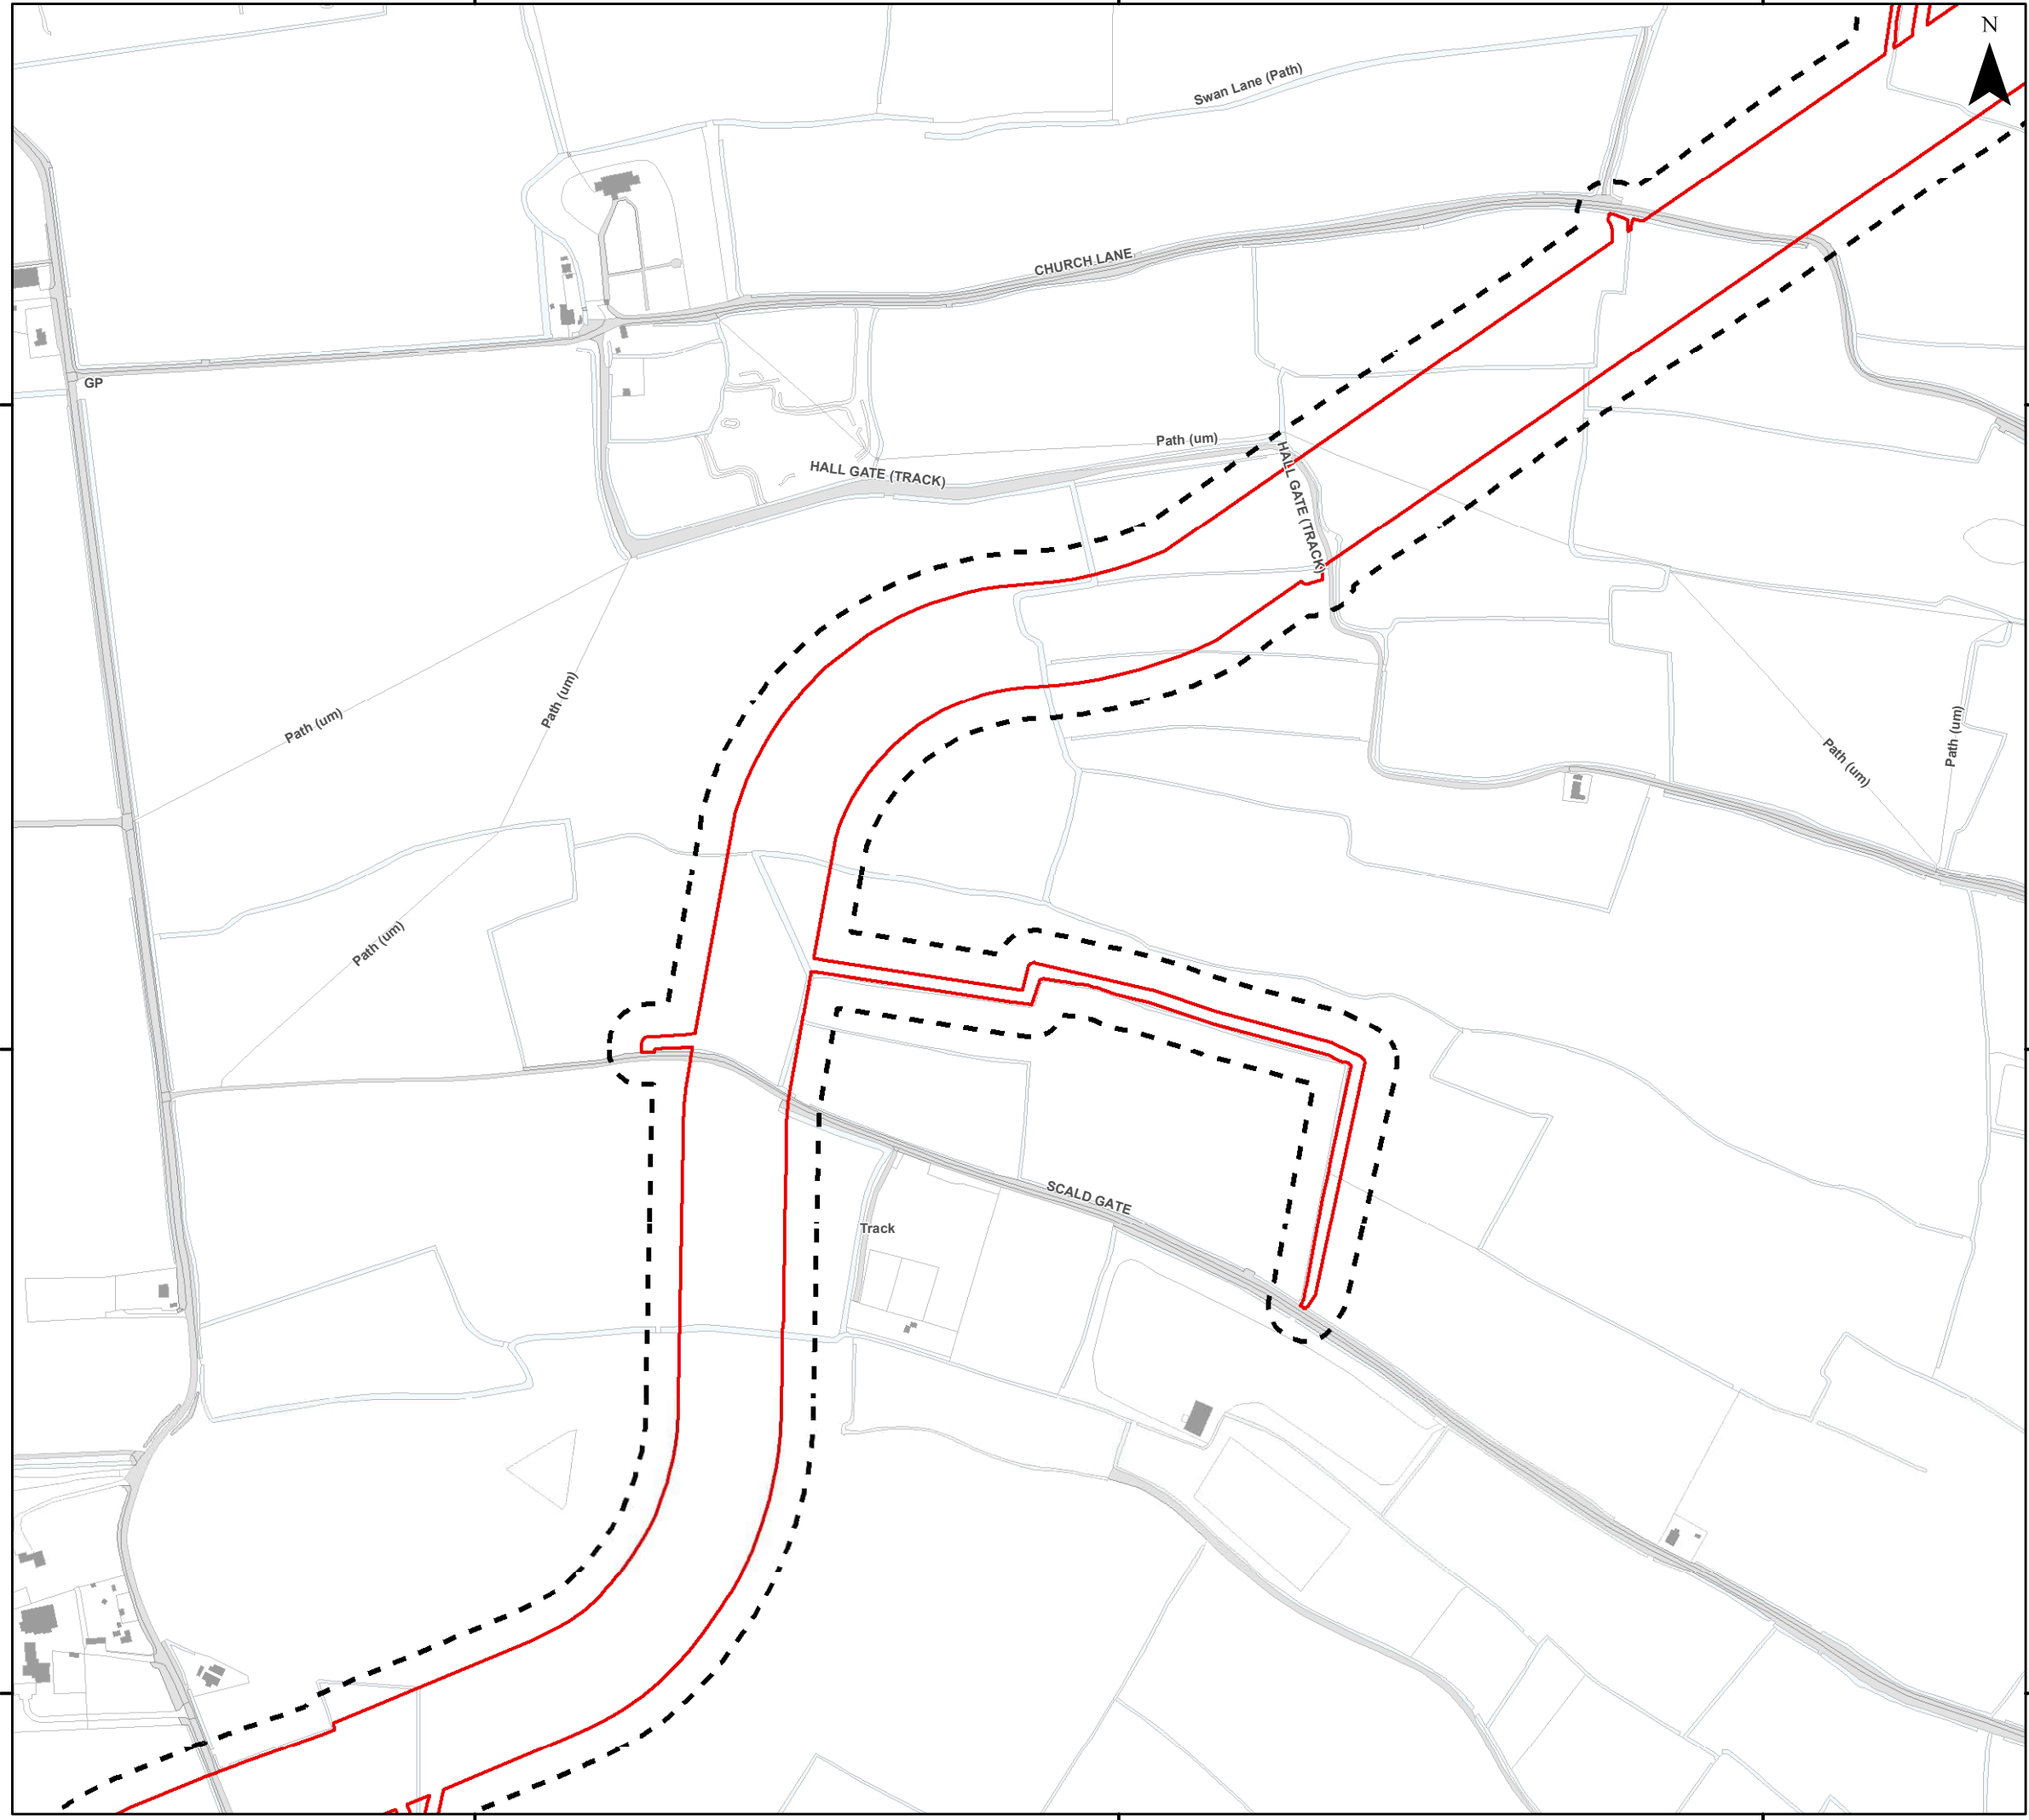 N
Swan Lane (Path)
CHURCH LANE
GP
Path (um)
HALL GATE (TRACK)
HALL GATE (TRACK)
Path (um)
Path (um)
Path (um)
Path (um)
Path (um)
SCALD GATE
Track